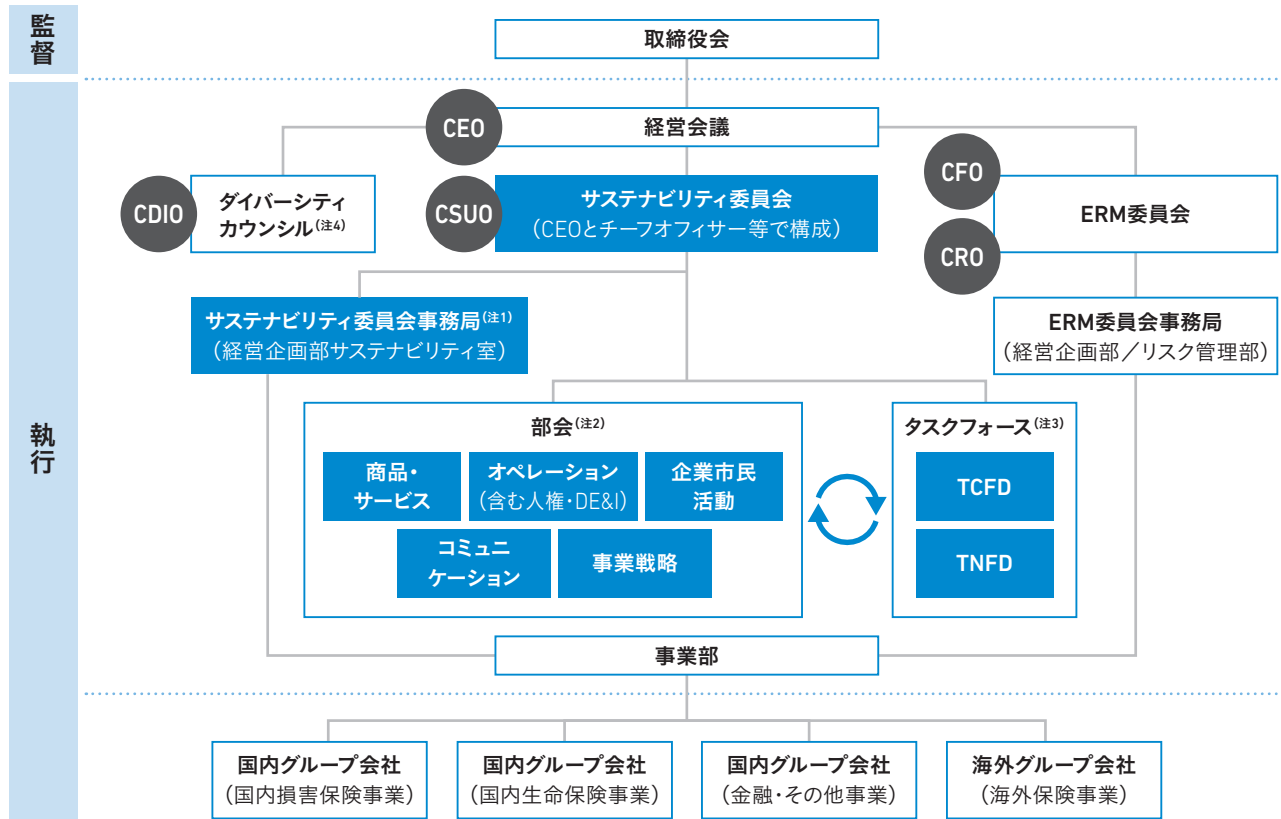 監督
取締役会
執行
CEO
経営会議
CDIO
ダイバーシティ
カウンシル(注4)
CSUO
サステナビリティ委員会
(CEOとチーフオフィサー等で構成)
CFO
CRO
ERM委員会
サステナビリティ委員会事務局(注1)
(経営企画部サステナビリティ室)
ERM委員会事務局
(経営企画部/リスク管理部)
部会(注2)
商品・
サービス
オペレーション
(含む人権・DE&I)
企業市民
活動
コミュニ
ケーション
事業戦略
タスクフォース(注3)
TCFD
TNFD
事業部
国内グループ会社
(国内損害保険事業)
国内グループ会社
(国内生命保険事業)
国内グループ会社
(金融・その他事業)
海外グループ会社
(海外保険事業)